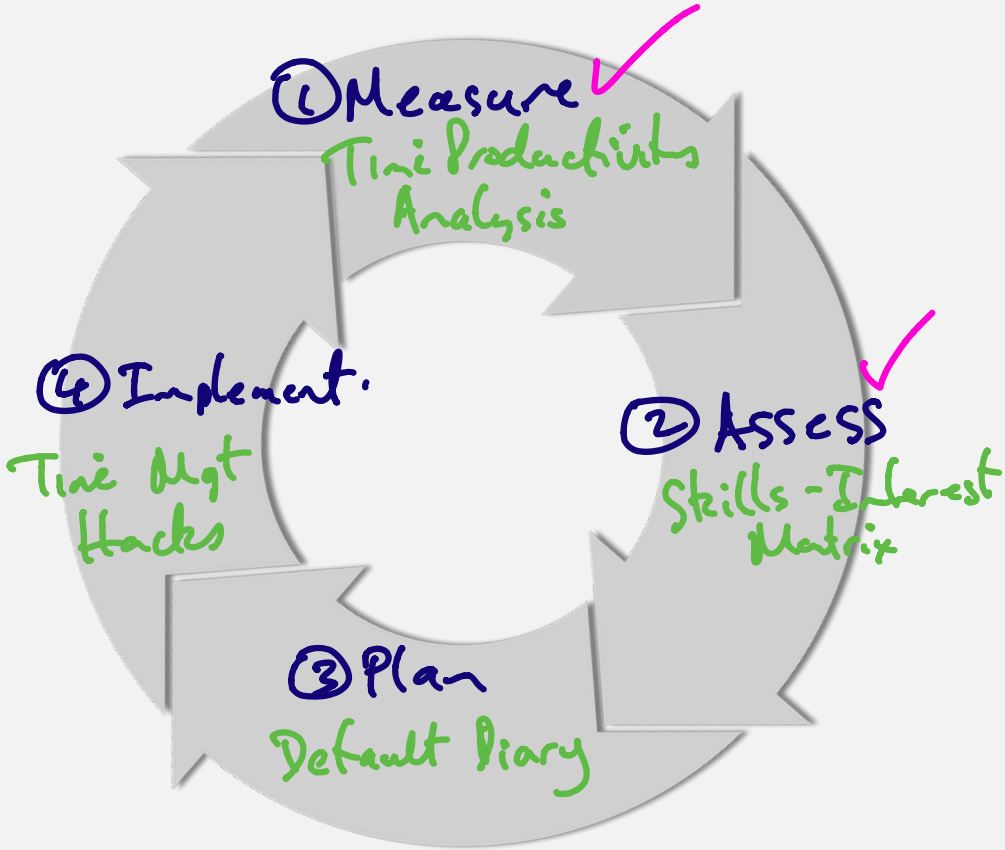 ① Measure
Time Productivity
Analysis
② Assess
Skills-Interest
Matrix
③ Plan
Default Diary
④ Implement.
Time Mgt
Hacks